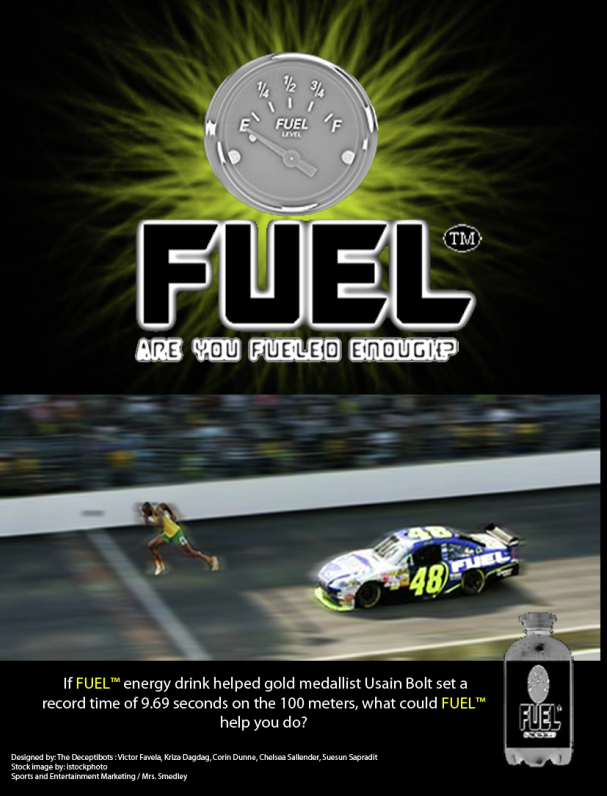 1/4 1/2 3/4
E FUEL F
LEVEL
FUEL TM
ARE YOU FUELED ENOUGH?
48
FUEL
48
FUEL
If FUEL™ energy drink helped gold medallist Usain Bolt set a
record time of 9.69 seconds on the 100 meters, what could FUEL™
help you do?
Designed by: The Deceptibots : Victor Favela, Kriza Dagdag, Corin Dunne, Chelsea Sallender, Suesun Sapradit
Stock image by: istockphoto
Sports and Entertainment Marketing / Mrs. Smedley